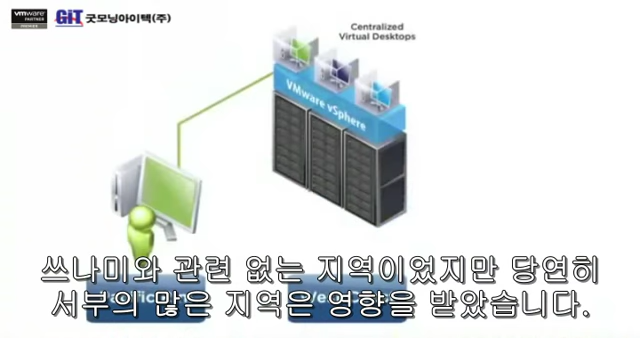 vmware
PARTNER
GIT 굿모닝아이텍(주)
Centralized
Virtual Desktops
VMware vSphere
쓰나미와 관련 없는 지역이었지만 당연히
서부의 많은 지역은 영향을 받았습니다.